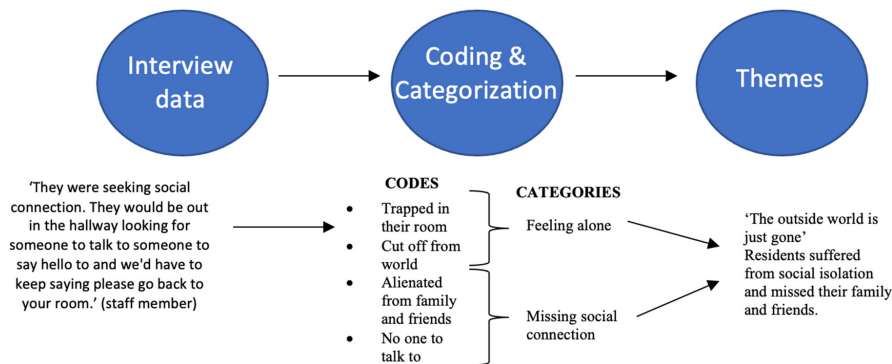 Interview
data
Coding &
Categorization
Themes
‘They were seeking social
connection. They would be out
in the hallway looking for
someone to talk to someone to
say hello to and we'd have to
keep saying please go back to
your room.’ (staff member)
CODES
• Trapped in
their room
• Cut off from
world
• Alienated
from family
and friends
• No one to
talk to
CATEGORIES
Feeling alone
Missing social
connection
‘The outside world is
just gone’
Residents suffered
from social isolation
and missed their family
and friends.